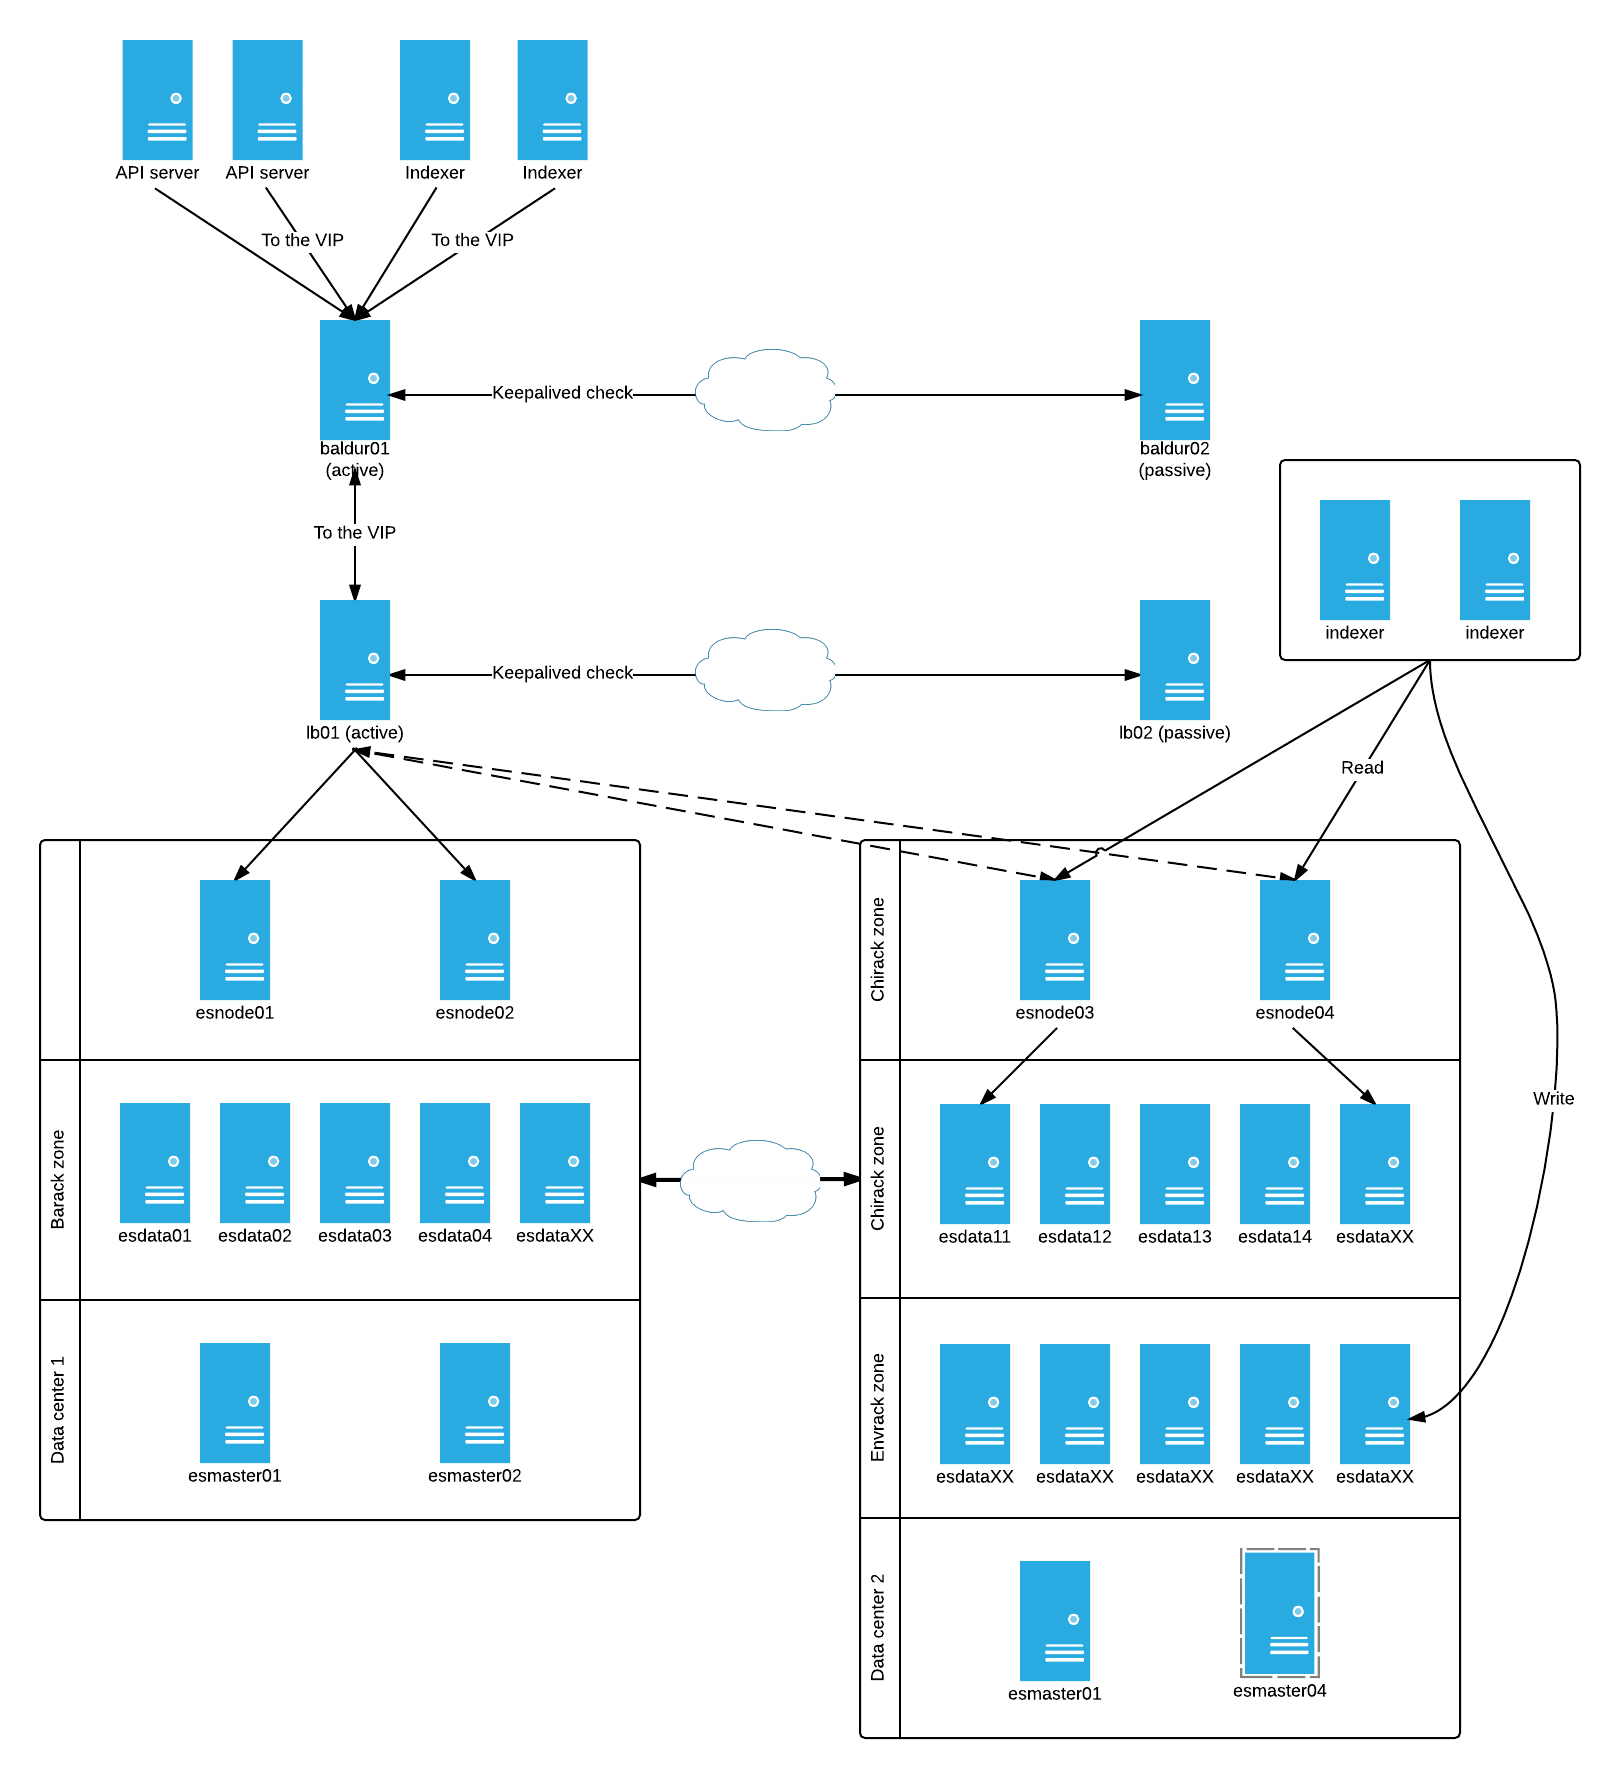 API server
API server
Indexer
Indexer
To the VIP
To the VIP
Keepalived check
baldur01
(active)
baldur02
(passive)
To the VIP
indexer
indexer
Keepalived check
lb01 (active)
lb02 (passive)
Read
Chirack zone
esnode01
esnode02
esnode03
esnode04
Write
Barack zone
esdata01
esdata02
esdata03
esdata04
esdataXX
Chirack zone
esdata11
esdata12
esdata13
esdata14
esdataXX
Data center 1
esmaster01
esmaster02
Envrack zone
esdataXX
esdataXX
esdataXX
esdataXX
esdataXX
Data center 2
esmaster01
esmaster04